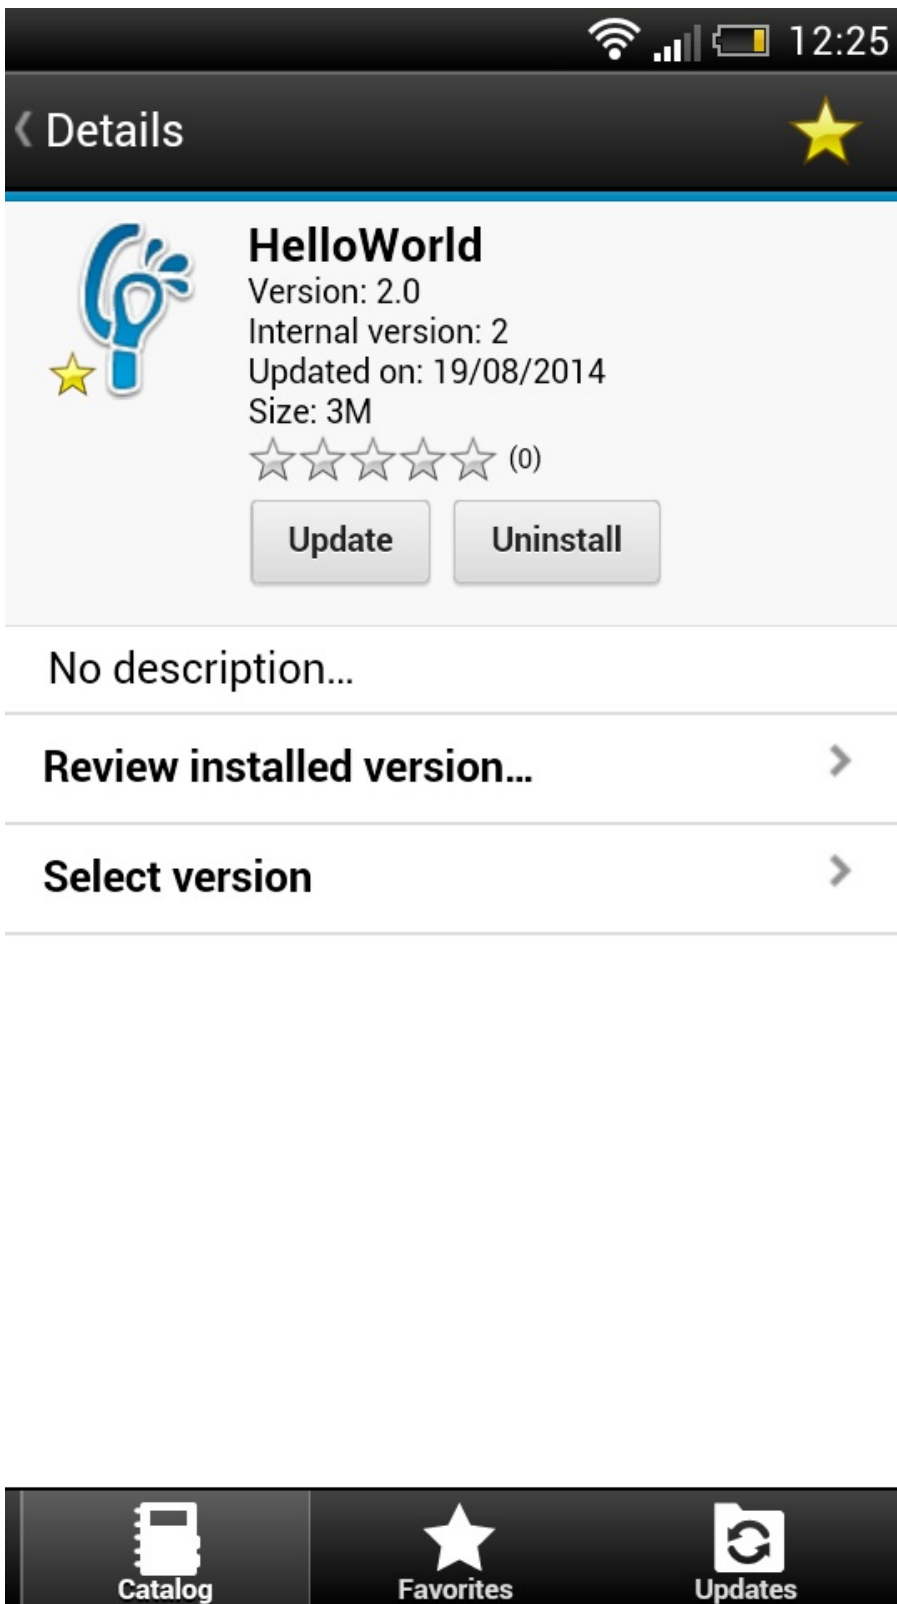 12:25
Details
HelloWorld
Version: 2.0
Internal version: 2
Updated on: 19/08/2014
Size: 3M
(0)
Update Uninstall
No description...
Review installed version...
Select version
Catalog Favorites Updates